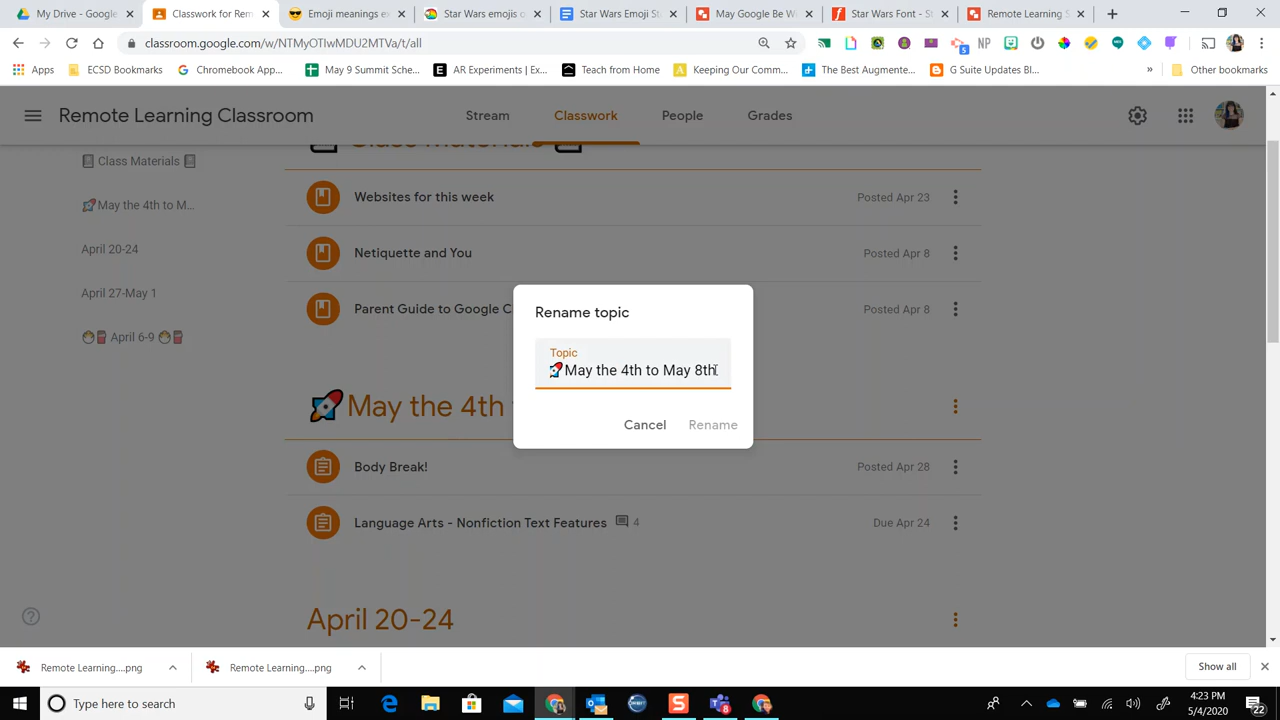 My Drive - Google
Classwork for Rem
Emoji meanings ex
Star Wars emojis o
Star Wars Emoji St
May Google Be Wi
Star Wars Font - St
Remote Learning S
classroom.google.com/w/NTMyOTIwMDU2MTVa/t/all
5
NP
Apps
ECSD Bookmarks
Chromebook App...
May 9 Summit Sche...
AR Experiments | Ex...
Teach from Home
Keeping Our Comm...
The Best Augmente...
G Suite Updates Bl...
»
Other bookmarks
Remote Learning Classroom
Stream
Classwork
People
Grades
Class Materials
🚀May the 4th to M...
April 20-24
April 27-May 1
April 6-9
Class Materials
Websites for this week
Posted Apr 23
Netiquette and You
Posted Apr 8
Parent Guide to Google C
Posted Apr 8
Rename topic
Topic
🚀May the 4th to May 8th
Cancel
Rename
🚀May the 4th
Body Break!
Posted Apr 28
Language Arts - Nonfiction Text Features
4
Due Apr 24
April 20-24
Remote Learning....png
Remote Learning....png
Show all
Type here to search
4:23 PM
5/4/2020
22